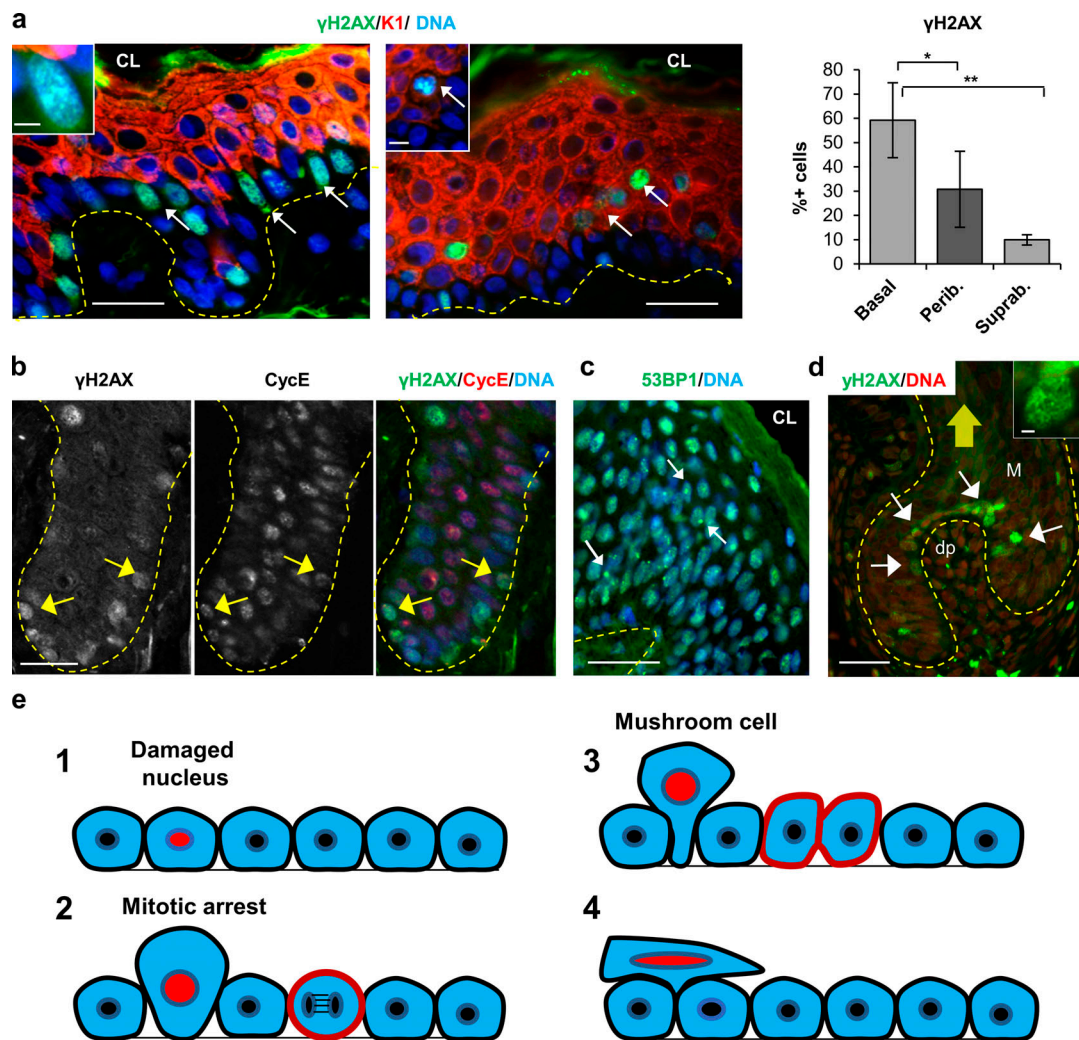 a
γH2AX/K1/ DNA
CL
CL
γH2AX
%+ cells
80
70
60
50
40
30
20
10
0
*
**
Basal
Perib.
Suprab.
b
γH2AX
CycE
γH2AX/CycE/DNA
c
53BP1/DNA
CL
d
yH2AX/DNA
M
dp
e
1
Damaged
nucleus
2
Mitotic arrest
Mushroom cell
3
4